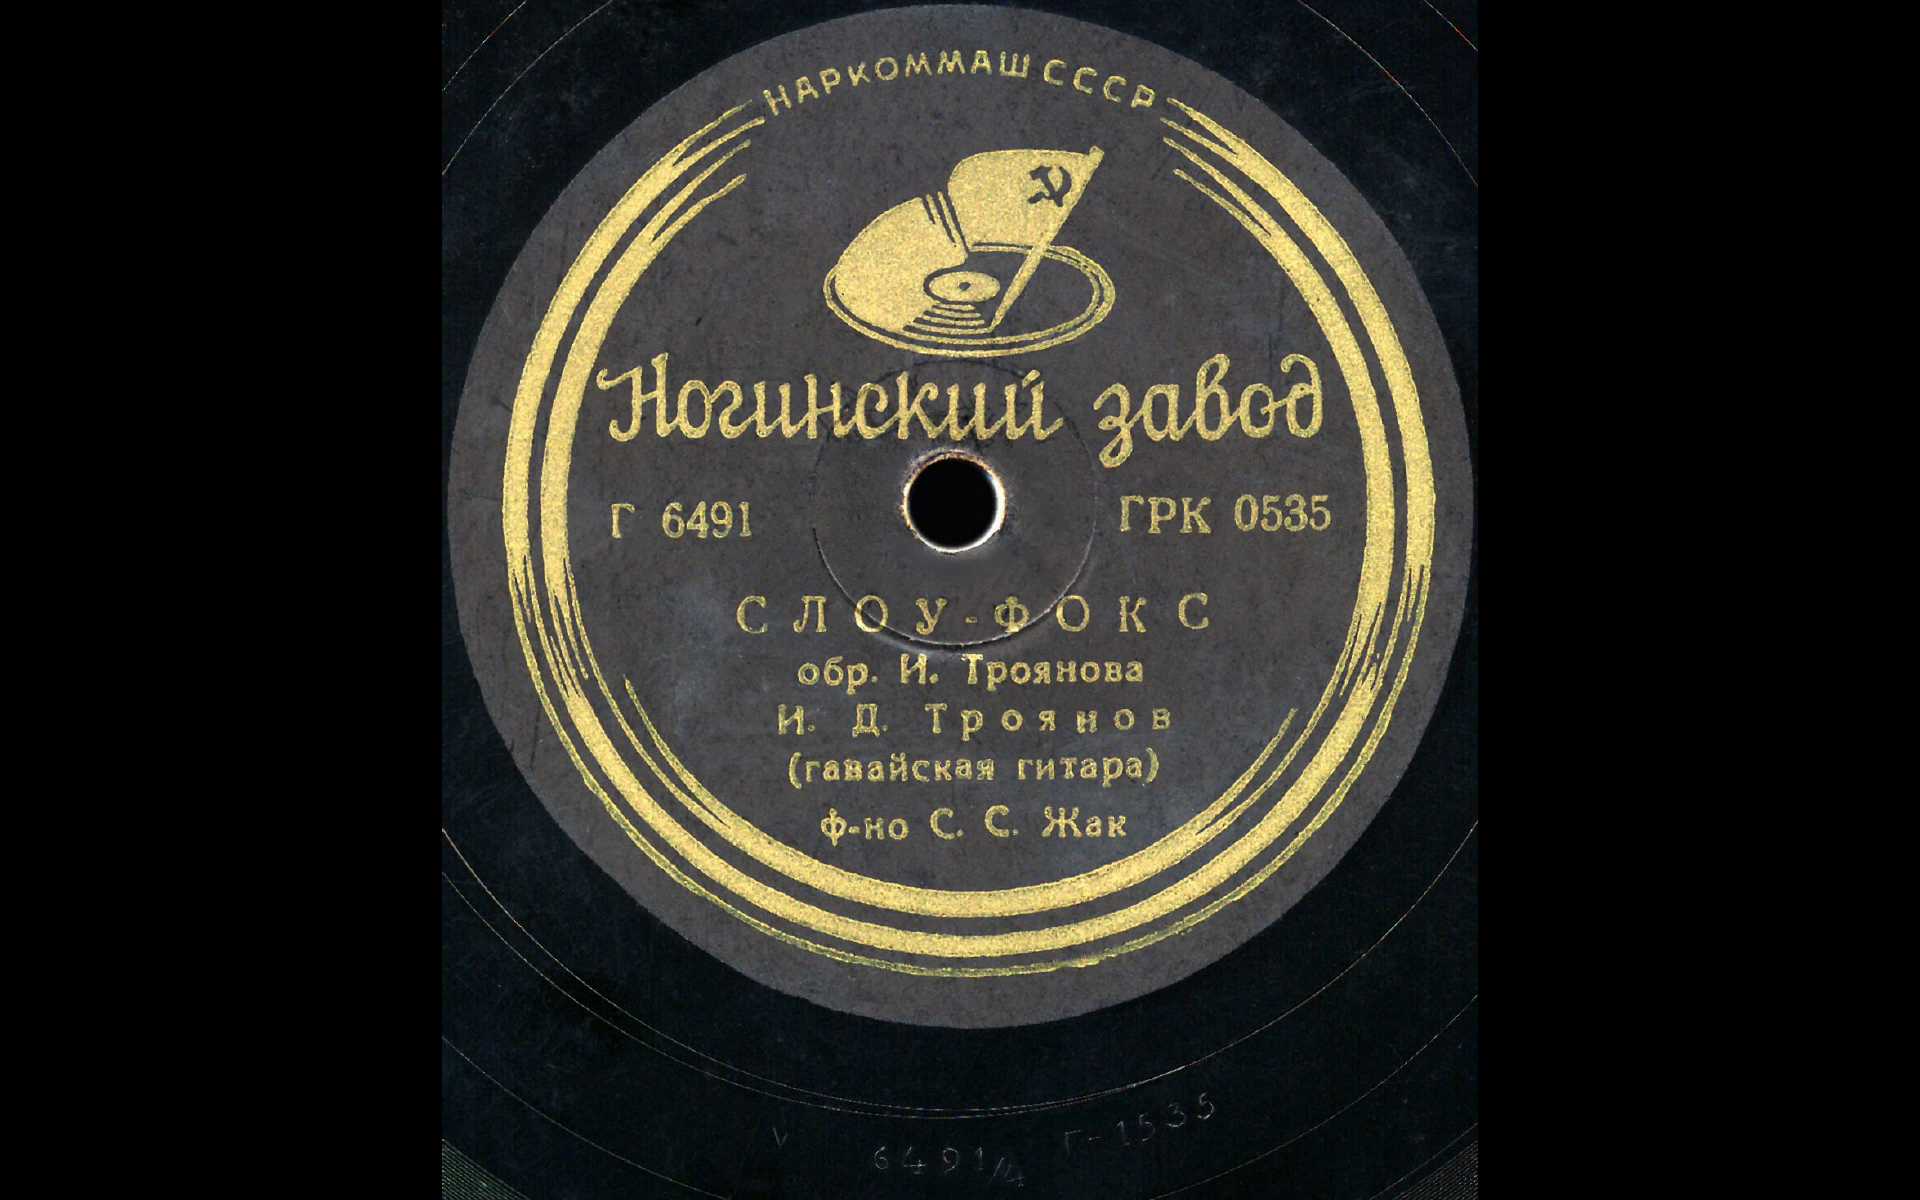 НАРКОММАШ СССР
Ногинский завод
Г 6491 ГРК 0535
СЛОУ-ФОКС
обр. И. Троянова
И. Д. Троянов
(гавайская гитара)
ф-но С. С. Жак
V 6491/4 Г-1535